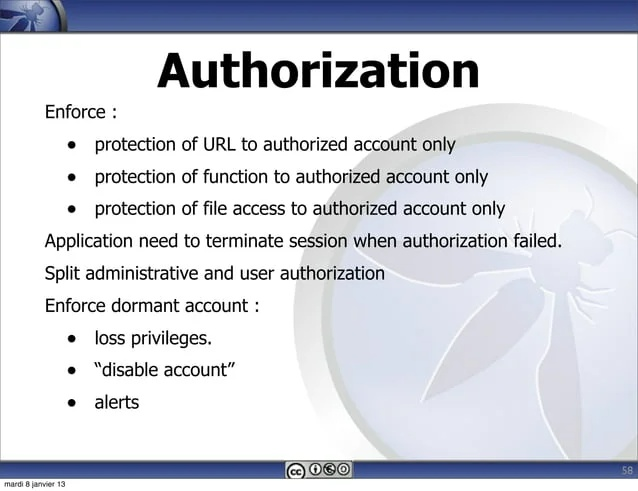 Authorization
Enforce :
• protection of URL to authorized account only
• protection of function to authorized account only
• protection of file access to authorized account only
Application need to terminate session when authorization failed.
Split administrative and user authorization
Enforce dormant account :
• loss privileges.
• “disable account”
• alerts
cc
58
mardi 8 janvier 13